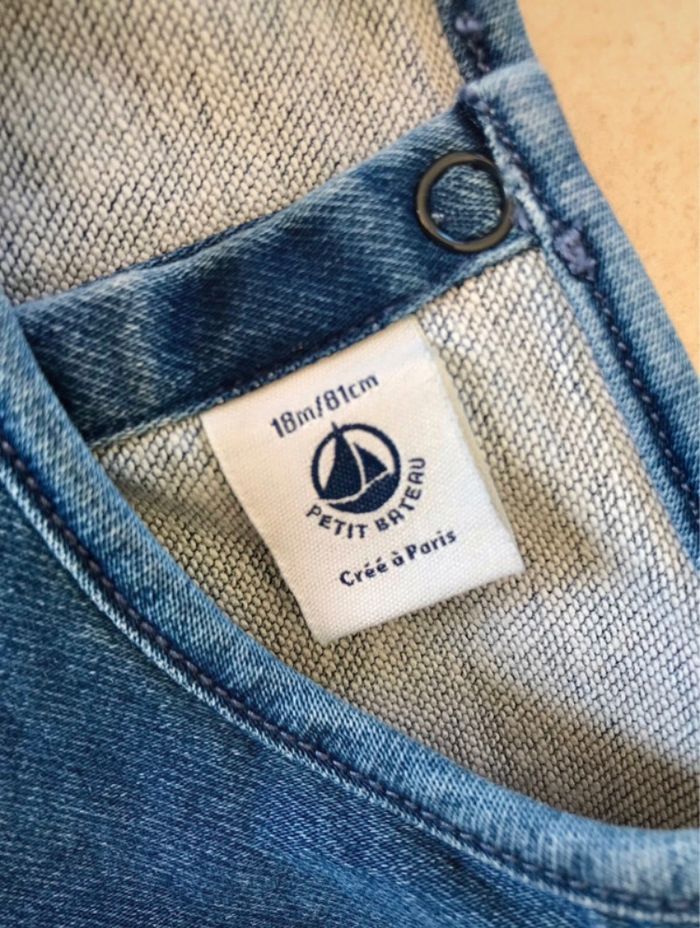 18m/81cm
PETIT BATEAU
Créé à Paris